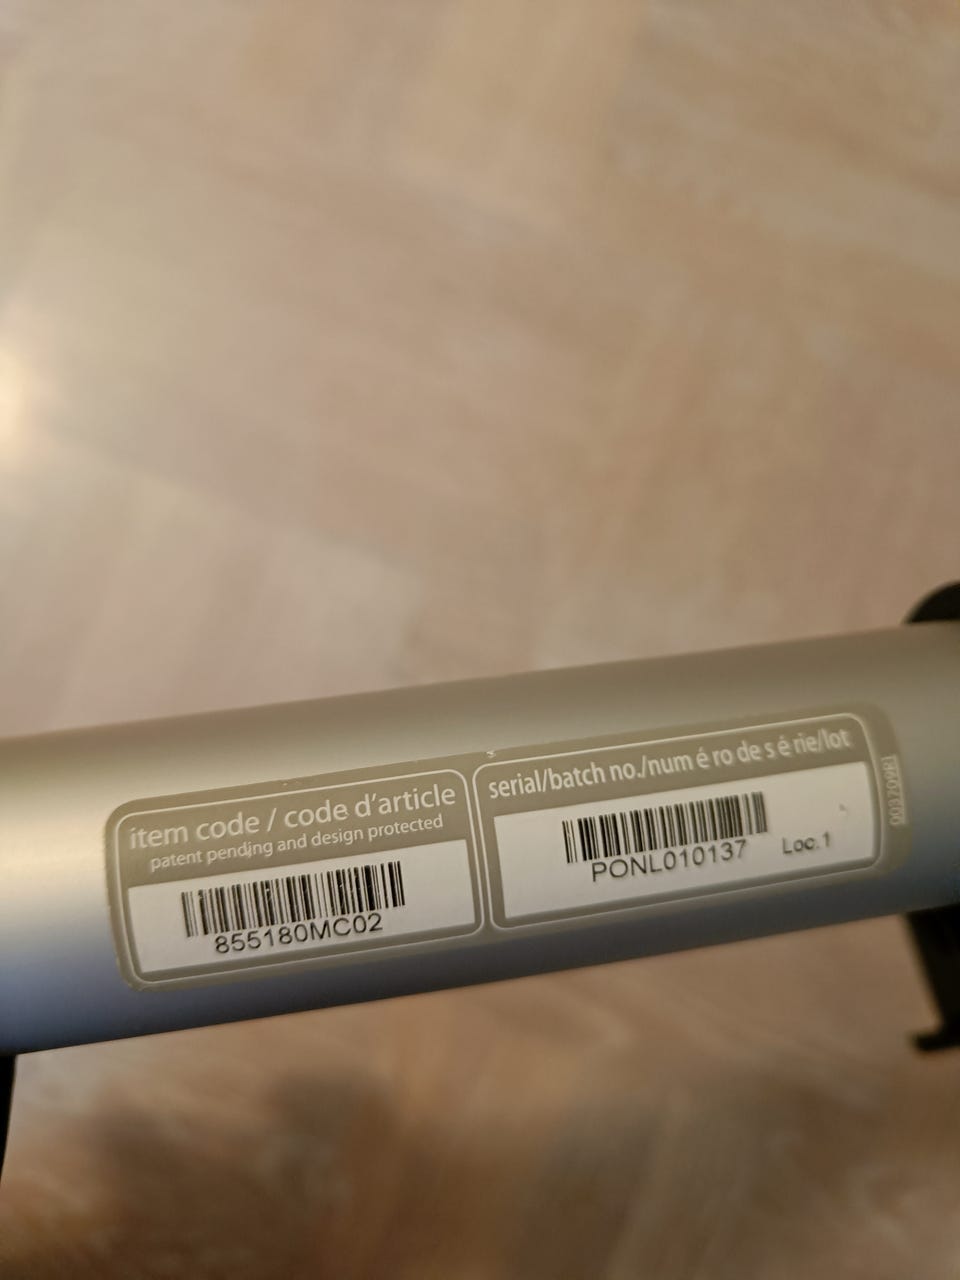 item code / code d'article
patent pending and design protected
855180MC02
serial/batch no./num é ro de s é rie/lot
PONL010137
Loc.1
003209R1